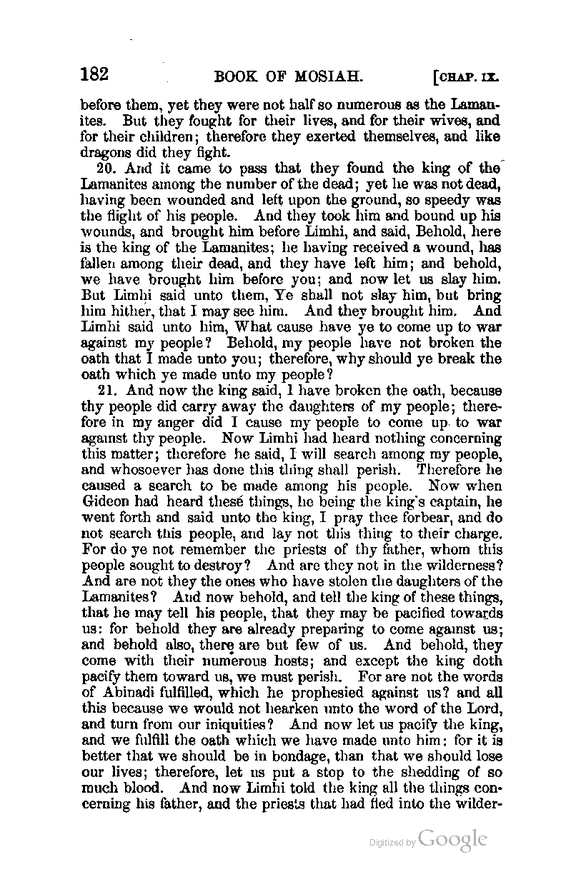 182 BOOK OF MOSIAH. [CHAP. IX.
before them, yet they were not half so numerous as the Laman-
ites. But they fought for their lives, and for their wives, and
for their children; therefore they exerted themselves, and like
dragons did they fight.
20. And it came to pass that they found the king of the
Lamanites among the number of the dead; yet he was not dead,
having been wounded and left upon the ground, so speedy was
the flight of his people. And they took him and bound up his
wounds, and brought him before Limhi, and said, Behold, here
is the king of the Lamanites; he having received a wound, has
fallen among their dead, and they have left him; and behold,
we have brought him before you; and now let us slay him.
But Limhi said unto them, Ye shall not slay him, but bring
him hither, that I may see him. And they brought him. And
Limhi said unto him, What cause have ye to come up to war
against my people? Behold, my people have not broken the
oath that I made unto you; therefore, why should ye break the
oath which ye made unto my people?
21. And now the king said, I have broken the oath, because
thy people did carry away the daughters of my people; there-
fore in my anger did I cause my people to come up to war
against thy people. Now Limhi had heard nothing concerning
this matter; therefore he said, I will search among my people,
and whosoever has done this thing shall perish. Therefore he
caused a search to be made among his people. Now when
Gideon had heard these things, he being the king's captain, he
went forth and said unto the king, I pray thee forbear, and do
not search this people, and lay not this thing to their charge.
For do ye not remember the priests of thy father, whom this
people sought to destroy? And are they not in the wilderness?
And are not they the ones who have stolen the daughters of the
Lamanites? And now behold, and tell the king of these things,
that he may tell his people, that they may be pacified towards
us: for behold they are already preparing to come against us;
and behold also, there are but few of us. And behold, they
come with their numerous hosts; and except the king doth
pacify them toward us, we must perish. For are not the words
of Abinadi fulfilled, which he prophesied against us? and all
this because we would not hearken unto the word of the Lord,
and turn from our iniquities? And now let us pacify the king,
and we fulfill the oath which we have made unto him: for it is
better that we should be in bondage, than that we should lose
our lives; therefore, let us put a stop to the shedding of so
much blood. And now Limhi told the king all the things con-
cerning his father, and the priests that had fled into the wilder-
Digitized by Google